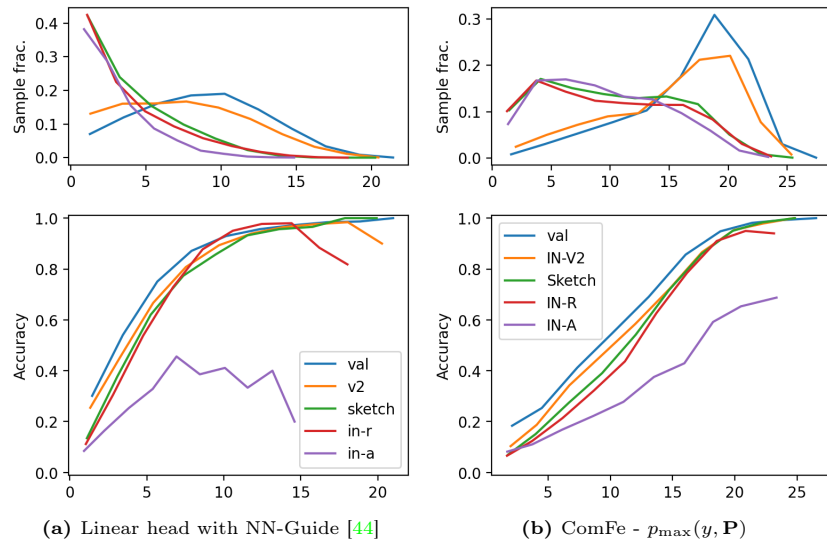 Sample frac.
0.4
0.3
0.2
0.1
0.0
0 5 10 15 20
Sample frac.
0.3
0.2
0.1
0.0
0 5 10 15 20 25
Accuracy
1.0
0.8
0.6
0.4
0.2
0.0
0 5 10 15 20
val
v2
sketch
in-r
in-a
Accuracy
1.0
0.8
0.6
0.4
0.2
0.0
5 10 15 20 25
val
IN-V2
Sketch
IN-R
IN-A
(a) Linear head with NN-Guide [44]
(b) ComFe - p_max(y, P)